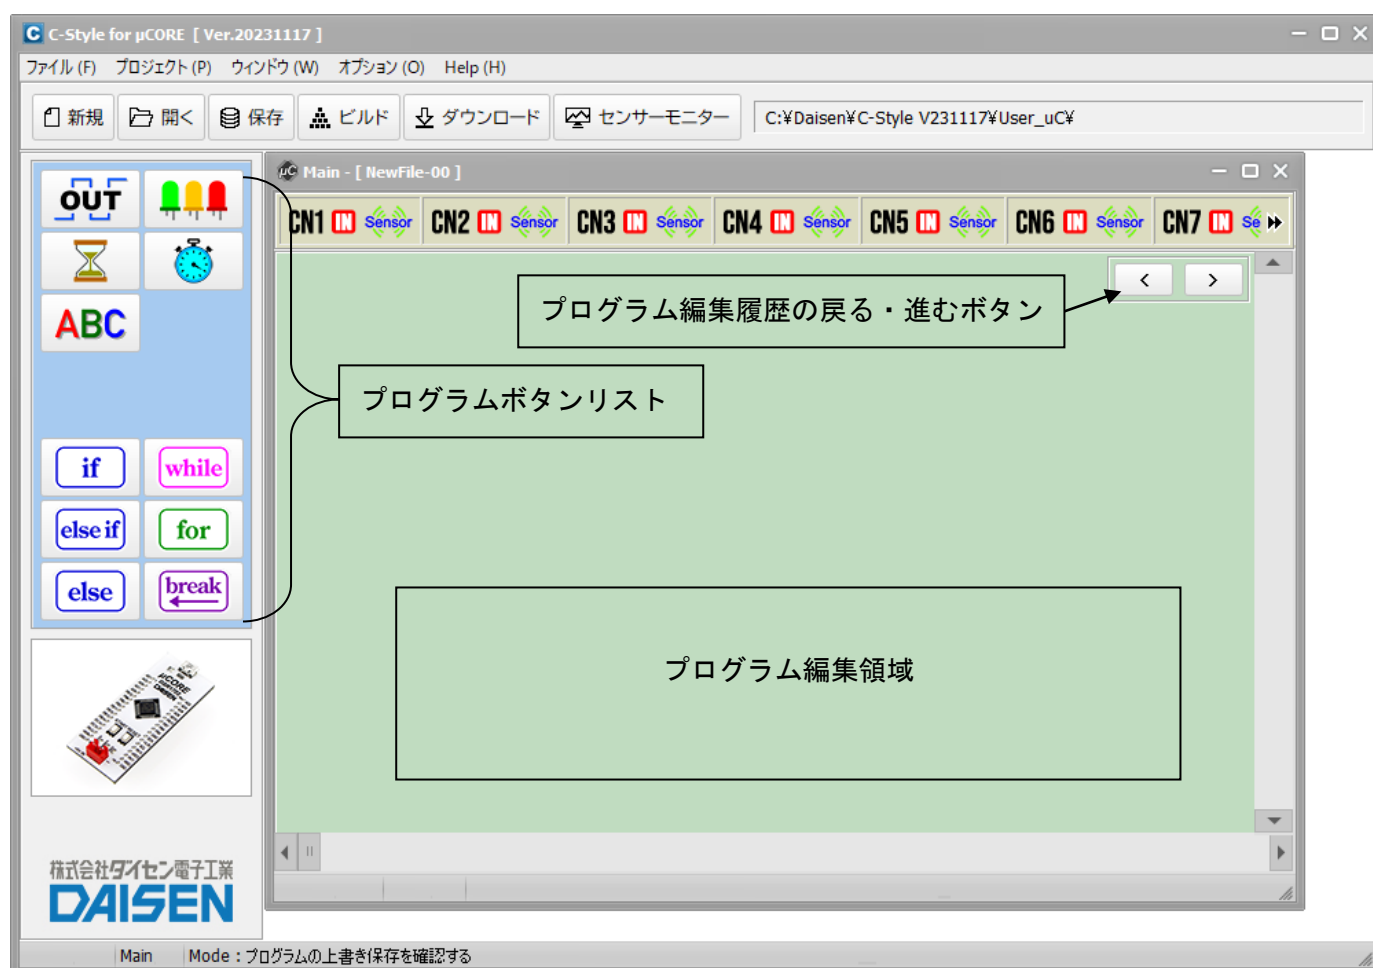 C C-Style for µCORE [ Ver.20231117 ]
ファイル (F) プロジェクト (P) ウィンドウ (W) オプション (O) Help (H)
新規 開く 保存 ビルド ダウンロード センサーモニター C:¥Daisen¥C-Style V231117¥User_uC¥
µC Main - [ NewFile-00 ]
OUT
CN1 IN Sensor CN2 IN Sensor CN3 IN Sensor CN4 IN Sensor CN5 IN Sensor CN6 IN Sensor CN7 IN Se
< >
プログラム編集履歴の戻る・進むボタン
ABC
プログラムボタンリスト
if while
else if for
else break
プログラム編集領域
µCORE
DAISEN
株式会社ダイセン電子工業
DAISEN
Main Mode : プログラムの上書き保存を確認する